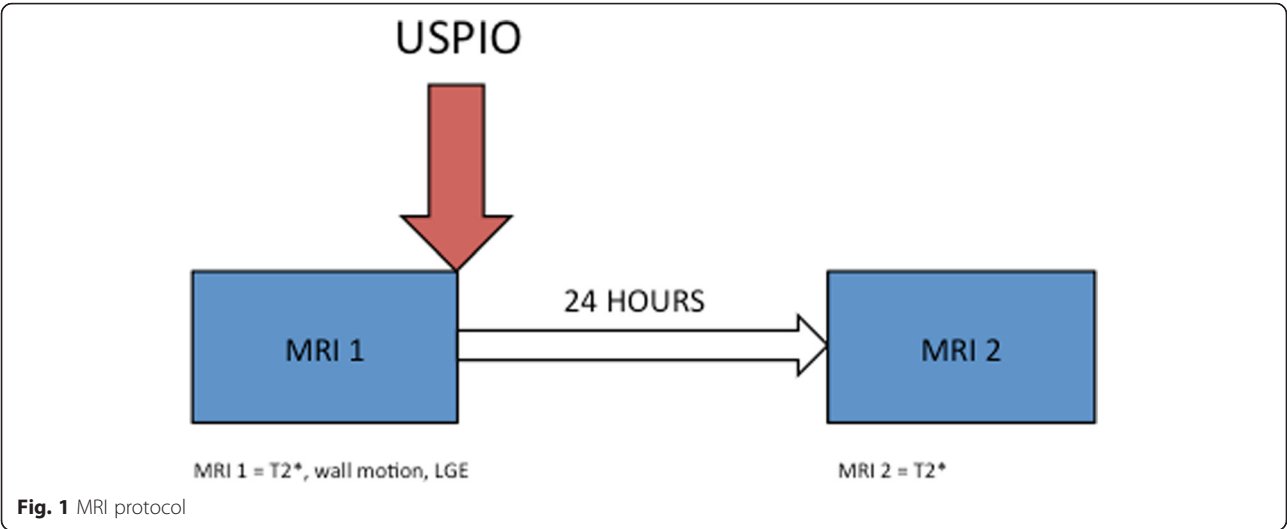 USPIO
24 HOURS
MRI 1
MRI 2
MRI 1 = T2*, wall motion, LGE
MRI 2 = T2*
Fig. 1 MRI protocol